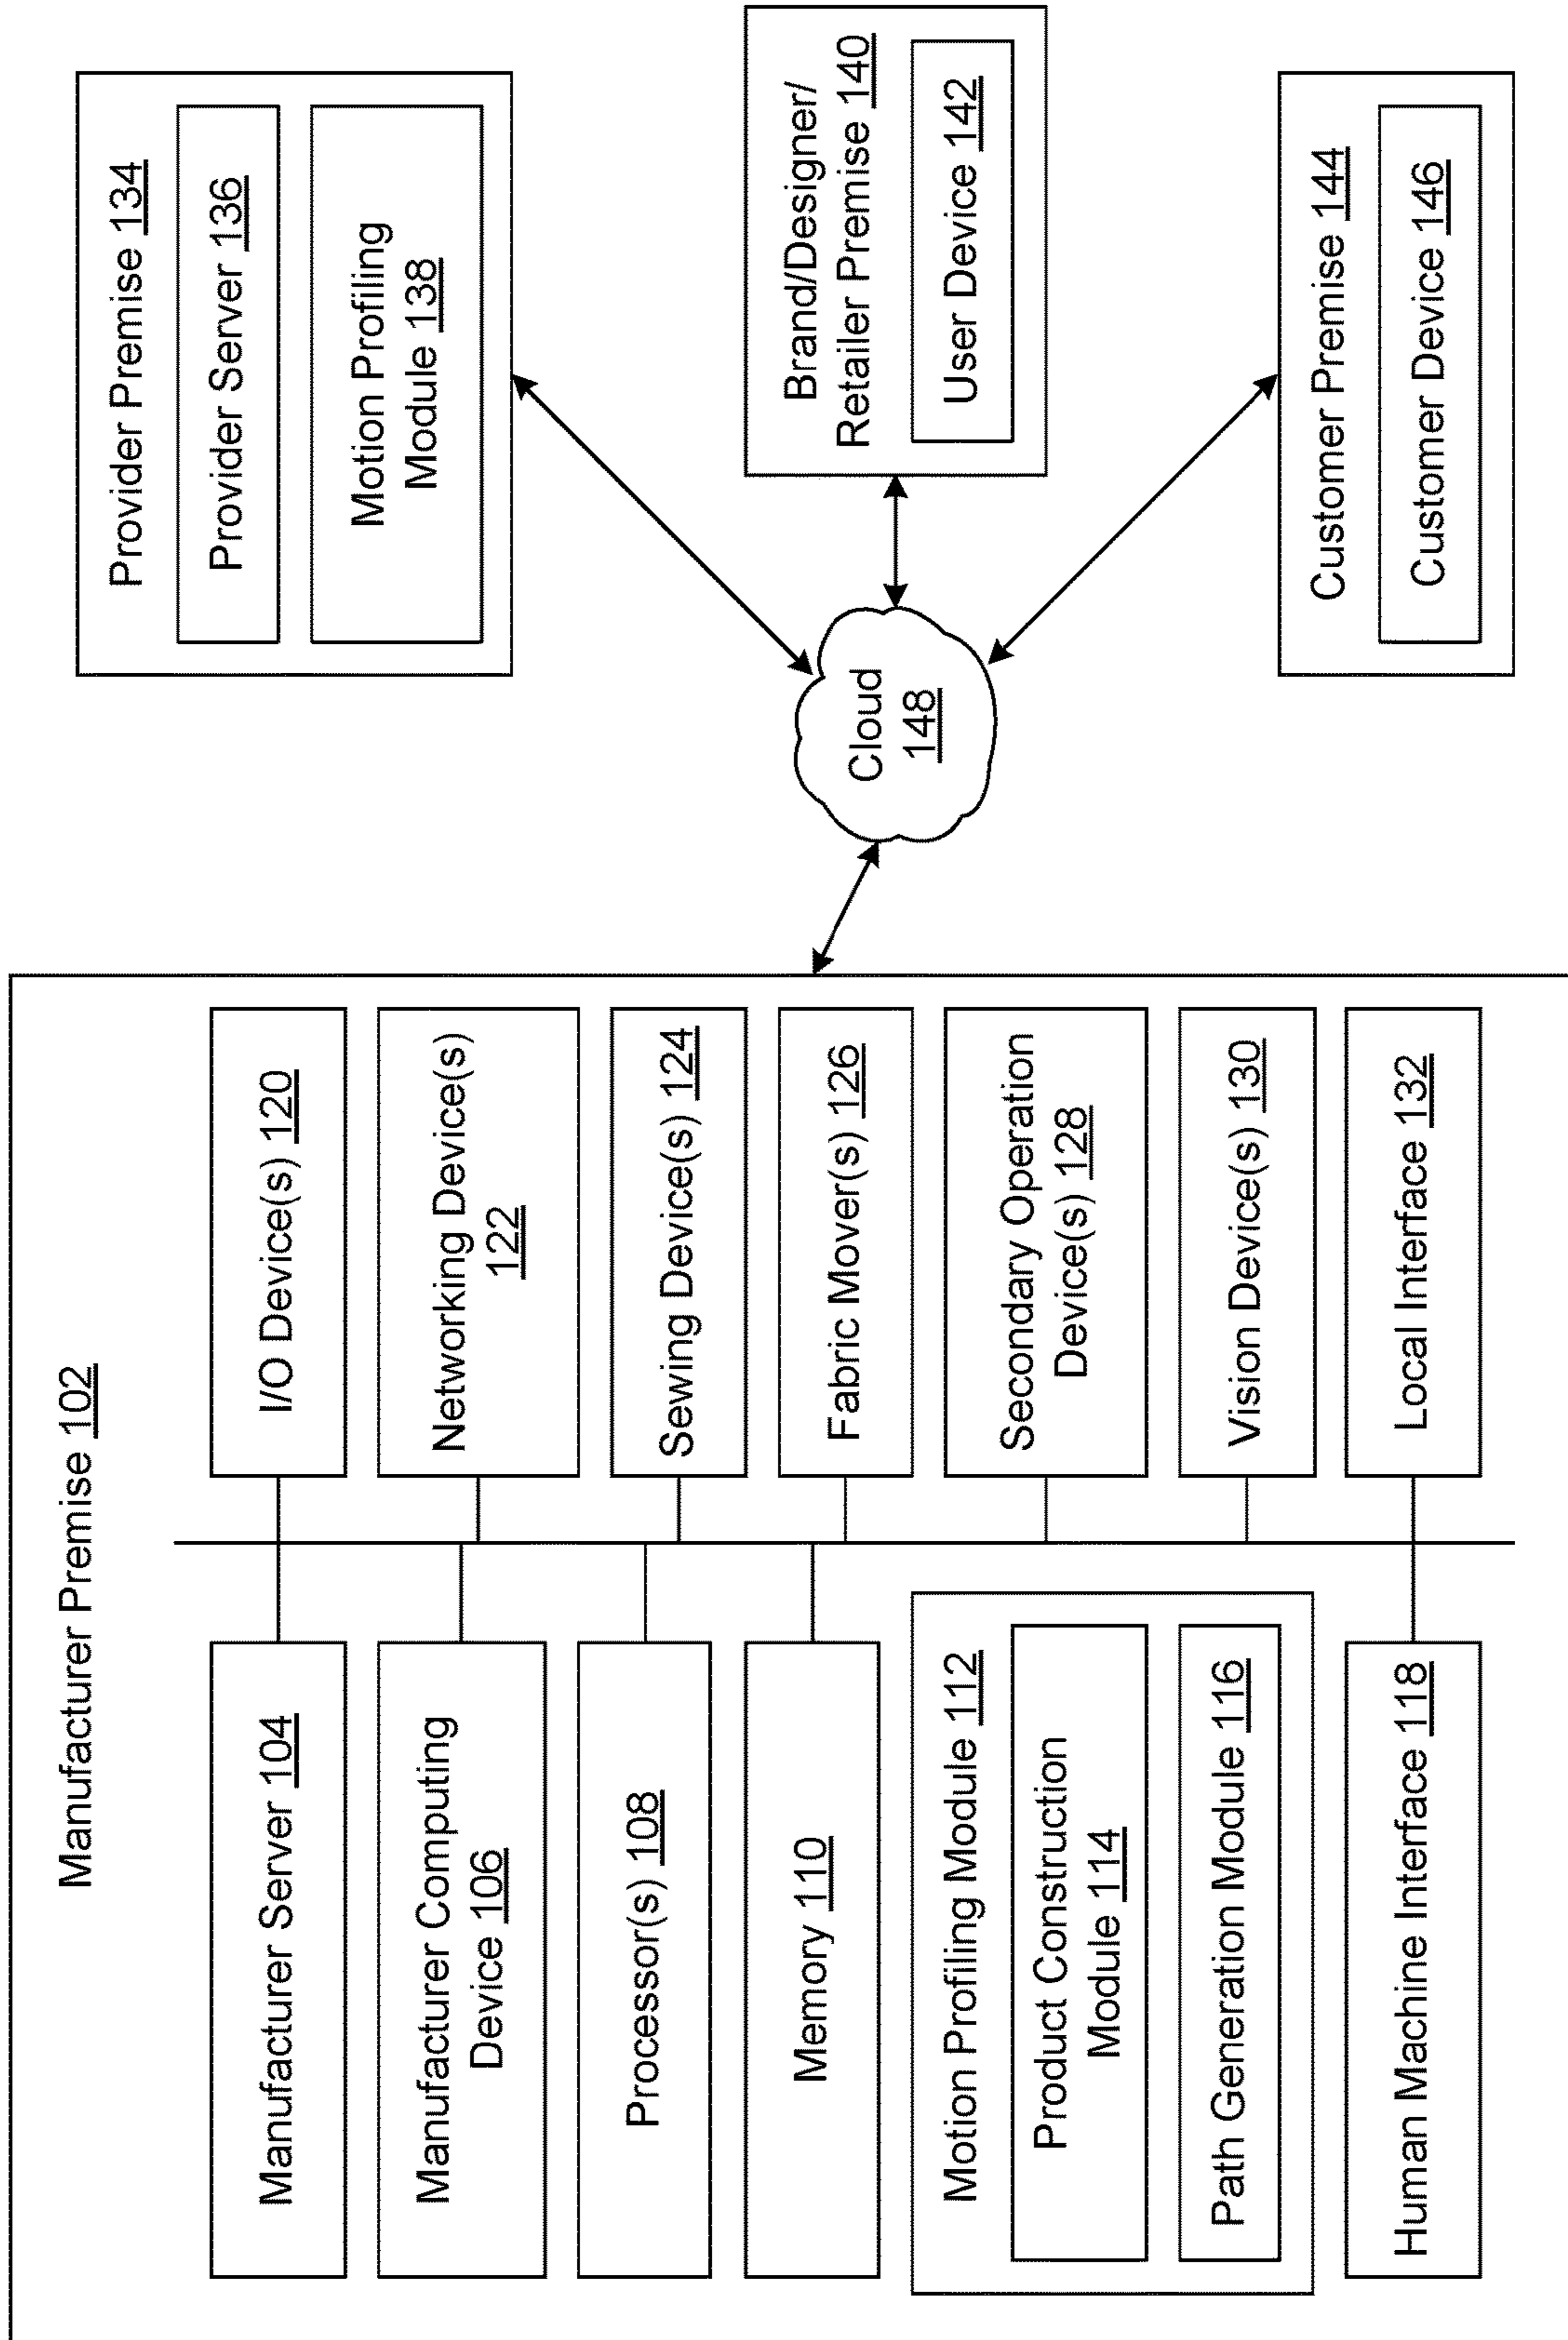 Manufacturer Premise 102
Manufacturer Server 104
Manufacturer Computing
Device 106
Processor(s) 108
Memory 110
Motion Profiling Module 112
Product Construction
Module 114
Path Generation Module 116
Human Machine Interface 118
I/O Device(s) 120
Networking Device(s)
122
Sewing Device(s) 124
Fabric Mover(s) 126
Secondary Operation
Device(s) 128
Vision Device(s) 130
Local Interface 132
Cloud
148
Provider Premise 134
Provider Server 136
Motion Profiling
Module 138
Brand/Designer/
Retailer Premise 140
User Device 142
Customer Premise 144
Customer Device 146